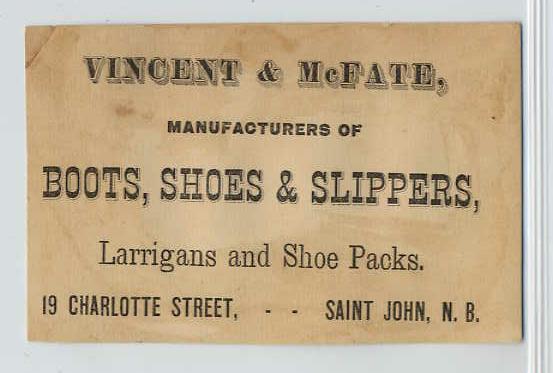 VINCENT & McFATE,
MANUFACTURERS OF
BOOTS, SHOES & SLIPPERS,
Larrigans and Shoe Packs.
19 CHARLOTTE STREET, - - SAINT JOHN, N. B.